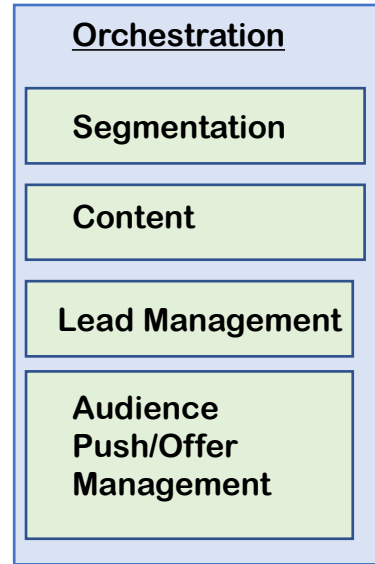 Orchestration
Segmentation
Content
Lead Management
Audience
Push/Offer
Management